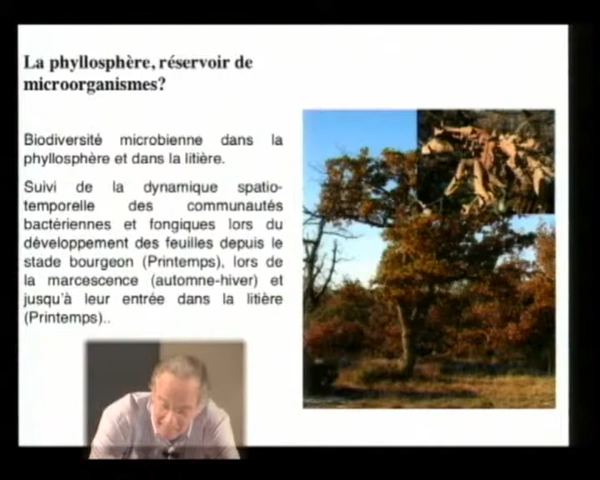 La phyllosphère, réservoir de
microorganismes?
Biodiversité microbienne dans la
phyllosphère et dans la litière.
Suivi de la dynamique spatio-
temporelle des communautés
bactériennes et fongiques lors du
développement des feuilles depuis le
stade bourgeon (Printemps), lors de
la marcescence (automne-hiver) et
jusqu'à leur entrée dans la litière
(Printemps)..